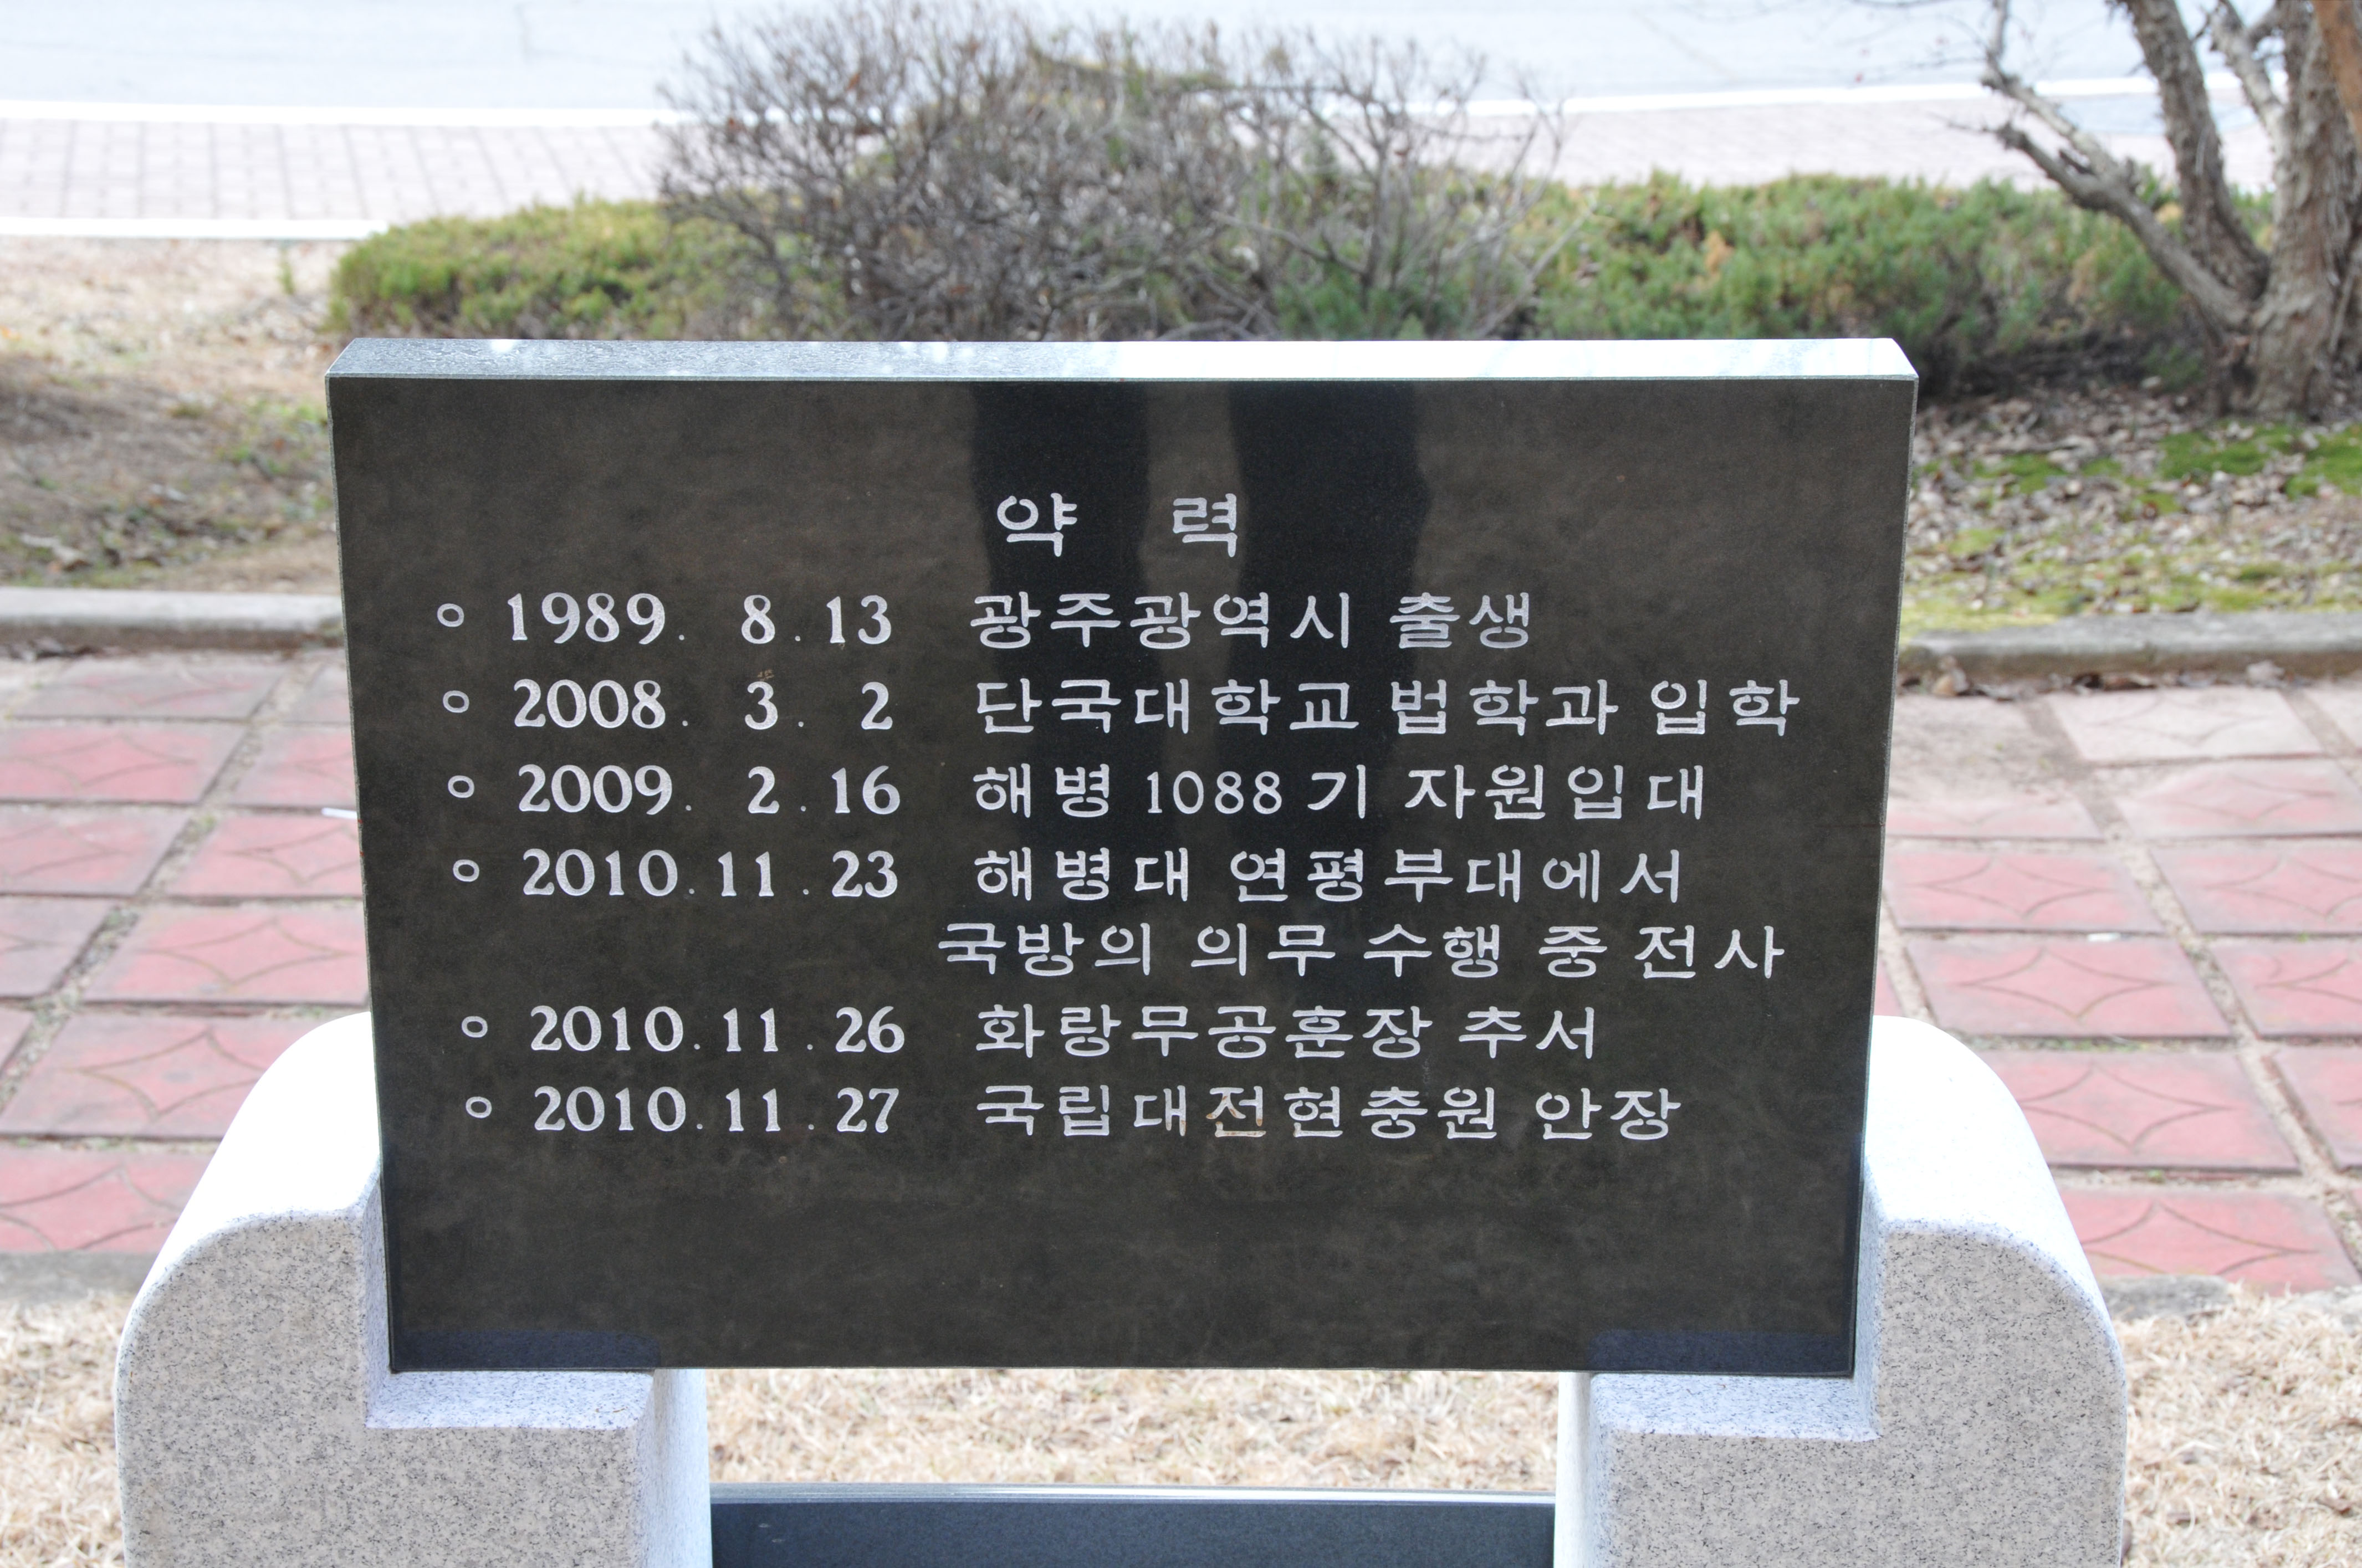 약 력
○ 1989. 8. 13 광주광역시 출생
○ 2008. 3. 2 단국대학교 법학과 입학
○ 2009. 2. 16 해병 1088기 자원입대
○ 2010. 11. 23 해병대 연평부대에서
국방의 의무 수행 중 전사
○ 2010. 11. 26 화랑무공훈장 추서
○ 2010. 11. 27 국립대전현충원 안장